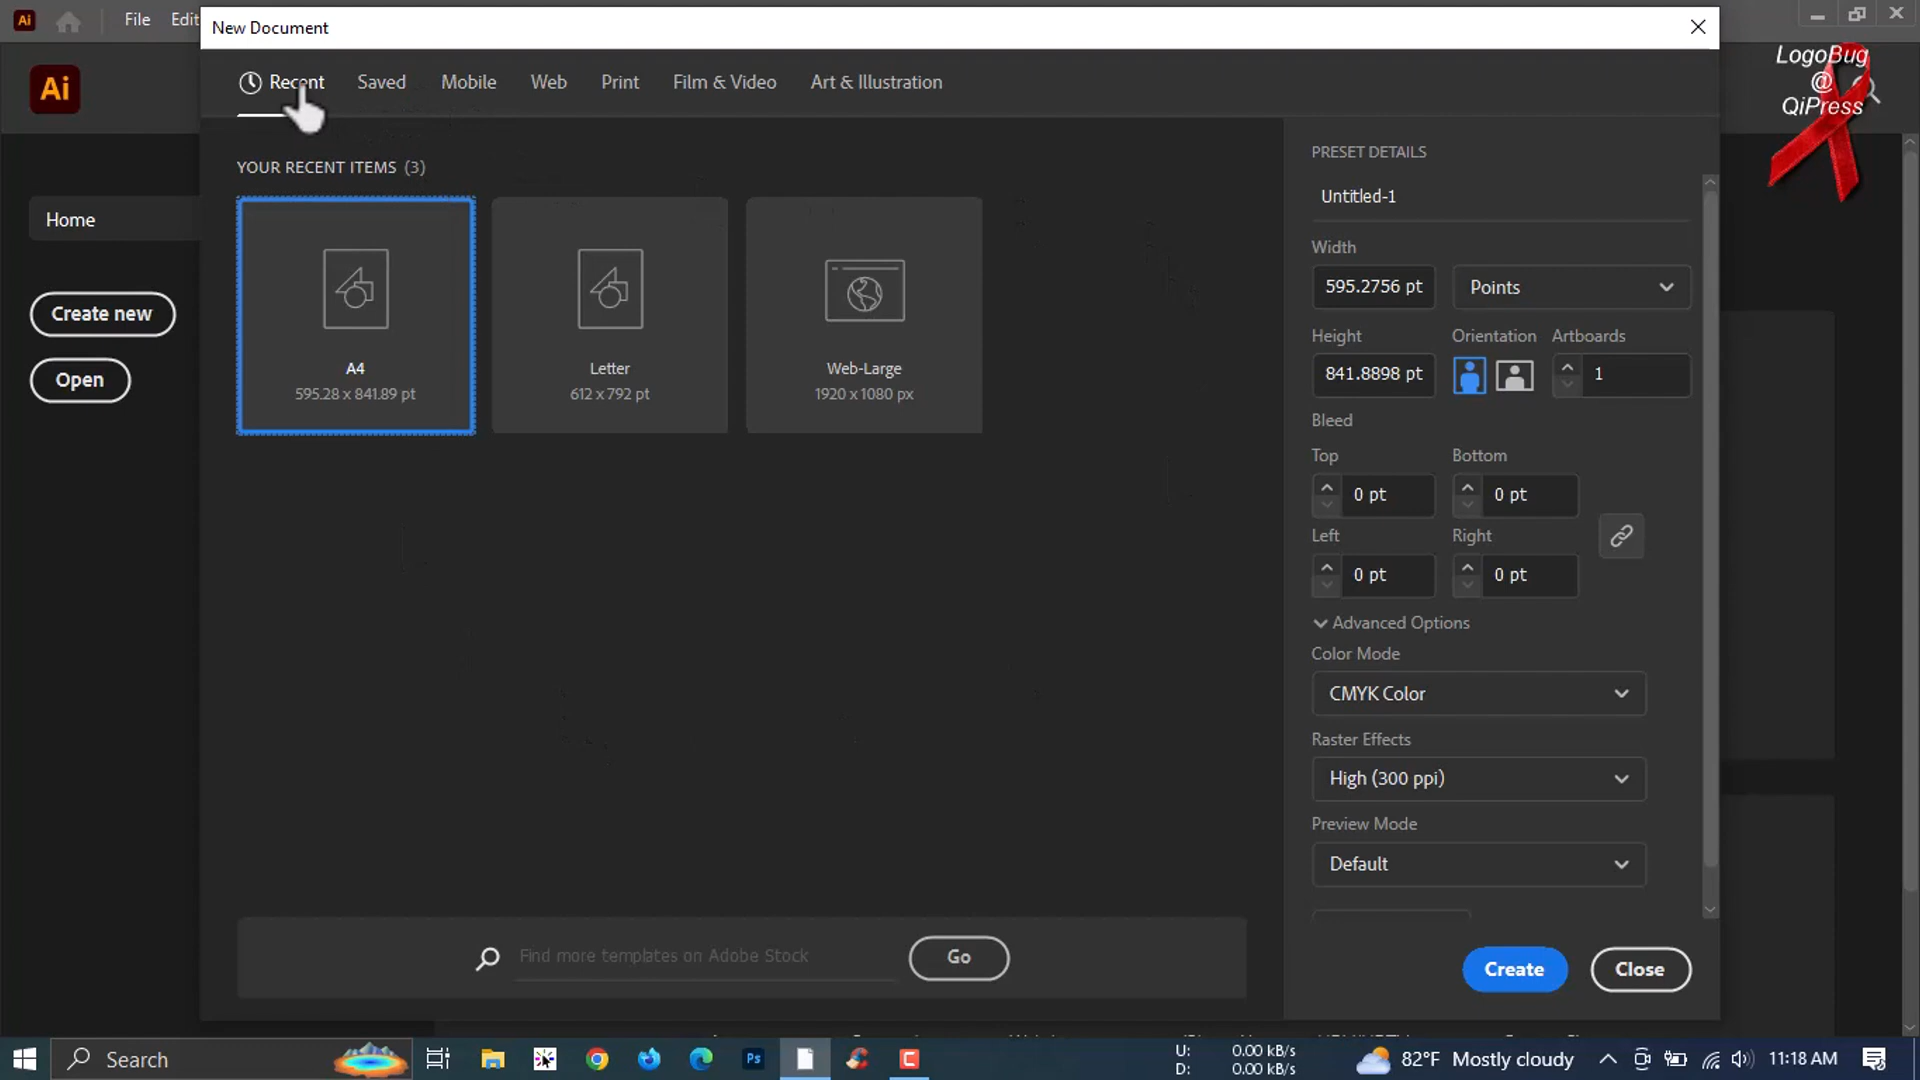 Ai File Edit
New Document
LogoBug
@
QiPress
Ai
Recent Saved Mobile Web Print Film & Video Art & Illustration
YOUR RECENT ITEMS (3)
PRESET DETAILS
Untitled-1
Home
Width
595.2756 pt Points
Create new
Height Orientation Artboards
841.8898 pt 1
Open
A4
595.28 x 841.89 pt
Letter
612 x 792 pt
Web-Large
1920 x 1080 px
Bleed
Top Bottom
0 pt 0 pt
Left Right
0 pt 0 pt
Advanced Options
Color Mode
CMYK Color
Raster Effects
High (300 ppi)
Preview Mode
Default
Find more templates on Adobe Stock Go
Create Close
Search
Ps
C
U: 0.00 kB/s
D: 0.00 kB/s
82°F Mostly cloudy
11:18 AM